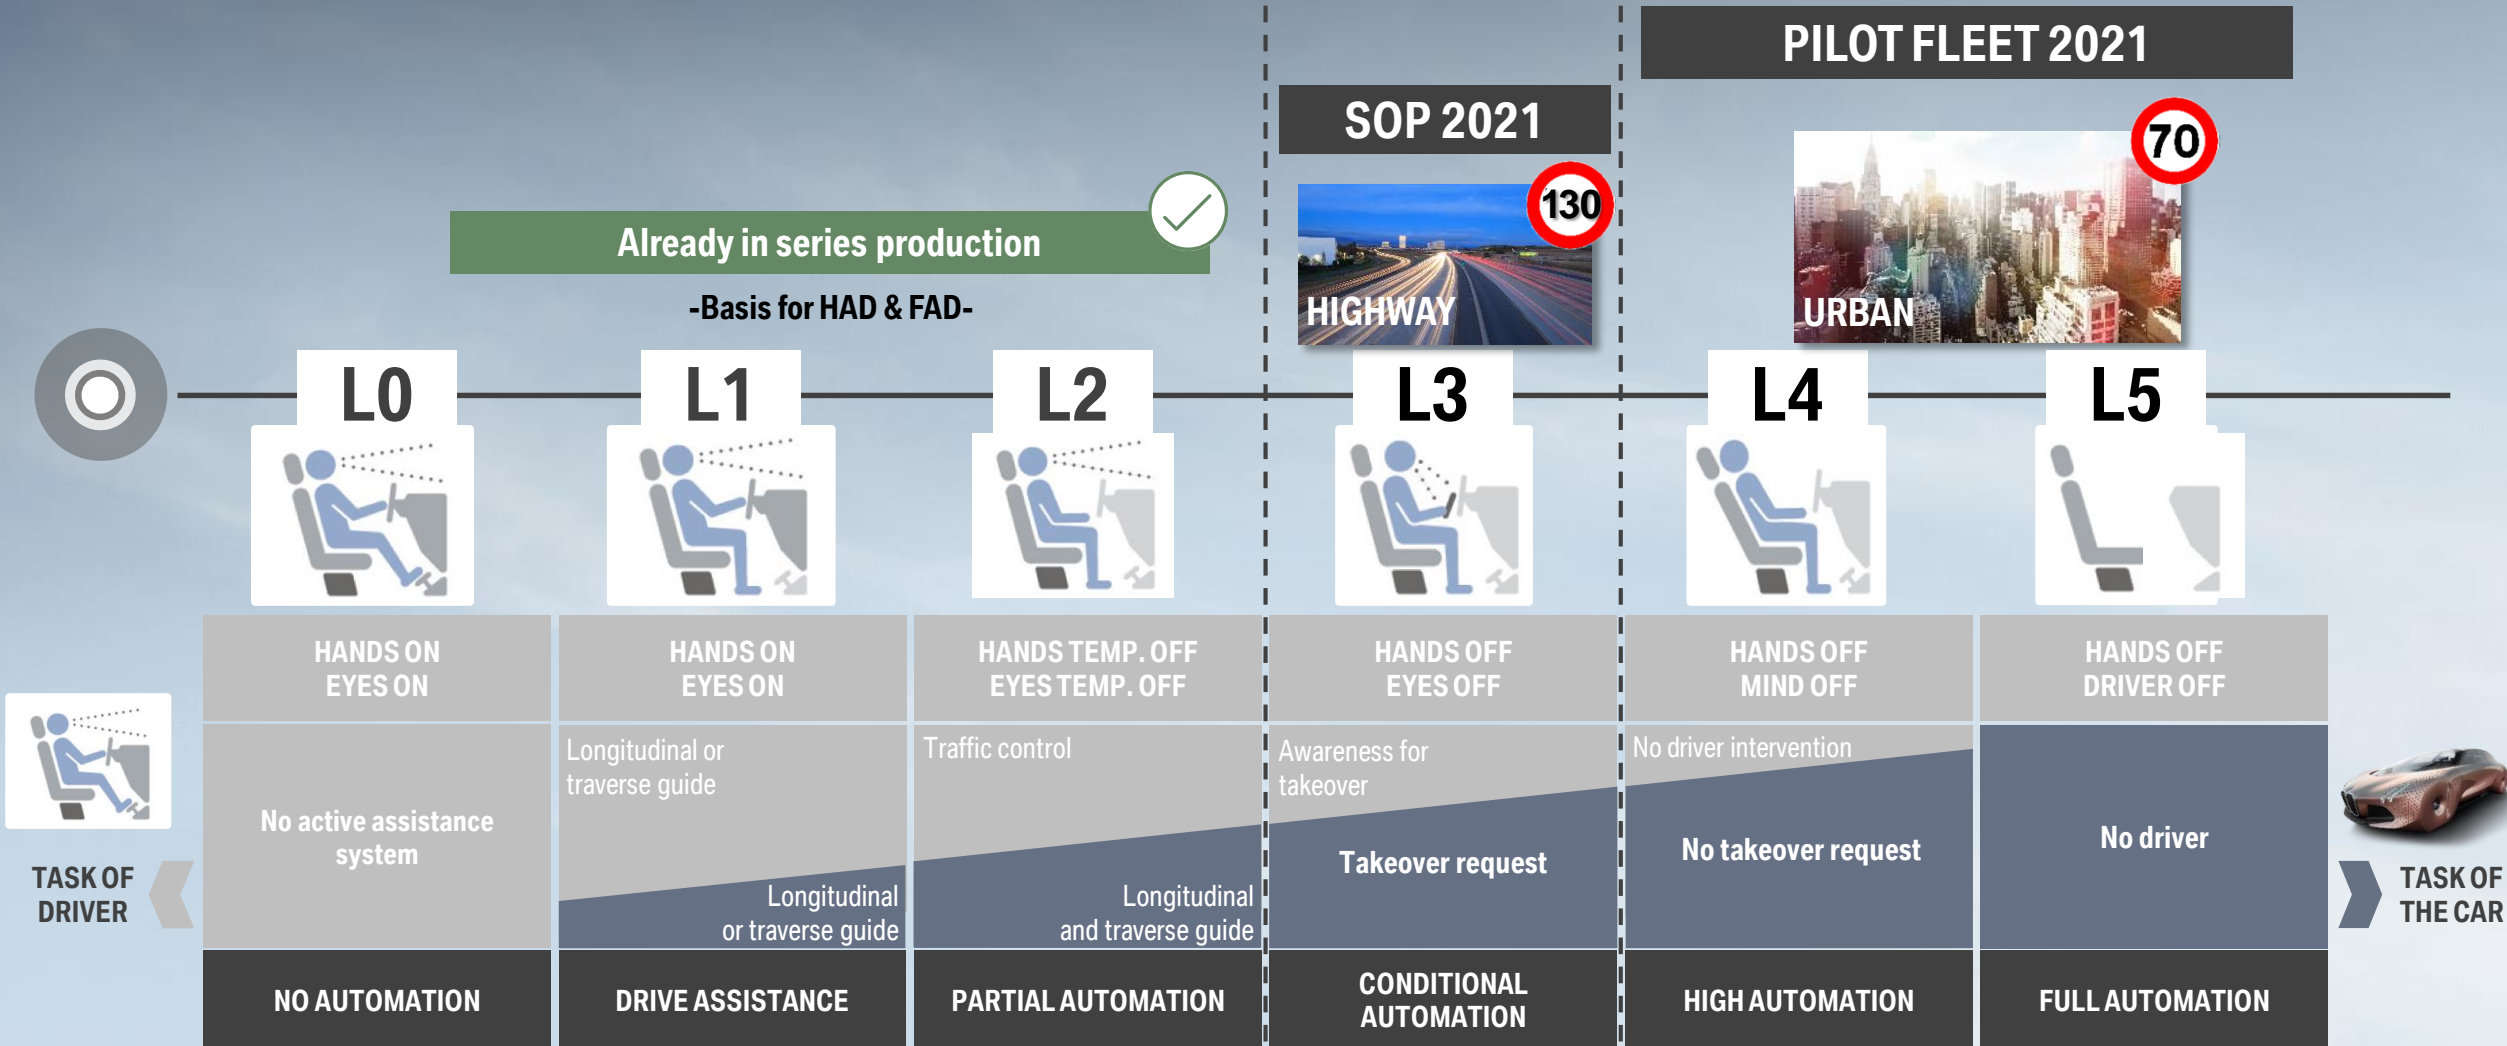 PILOT FLEET 2021
SOP 2021
70
130
Already in series production
-Basis for HAD & FAD-
HIGHWAY
URBAN
L0
L1
L2
L3
L4
L5
HANDS ON
EYES ON
HANDS ON
EYES ON
HANDS TEMP. OFF
EYES TEMP. OFF
HANDS OFF
EYES OFF
HANDS OFF
MIND OFF
HANDS OFF
DRIVER OFF
No active assistance
system
Longitudinal or
traverse guide
Longitudinal
or traverse guide
Traffic control
Longitudinal
and traverse guide
Awareness for
takeover
Takeover request
No driver intervention
No takeover request
No driver
TASK OF
DRIVER
TASK OF
THE CAR
NO AUTOMATION
DRIVE ASSISTANCE
PARTIAL AUTOMATION
CONDITIONAL
AUTOMATION
HIGH AUTOMATION
FULL AUTOMATION